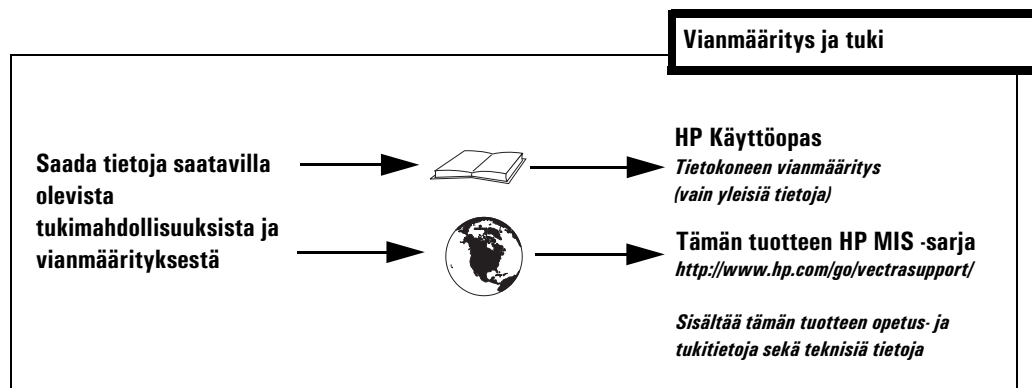 Vianmääritys ja tuki
Saada tietoja saatavilla
olevista
tukimahdollisuuksista ja
vianmäärityksestä
HP Käyttöopas
Tietokoneen vianmääritys
(vain yleisiä tietoja)
Tämän tuotteen HP MIS -sarja
http://www.hp.com/go/vectrasupport/
Sisältää tämän tuotteen opetus- ja
tukitietoja sekä teknisiä tietoja